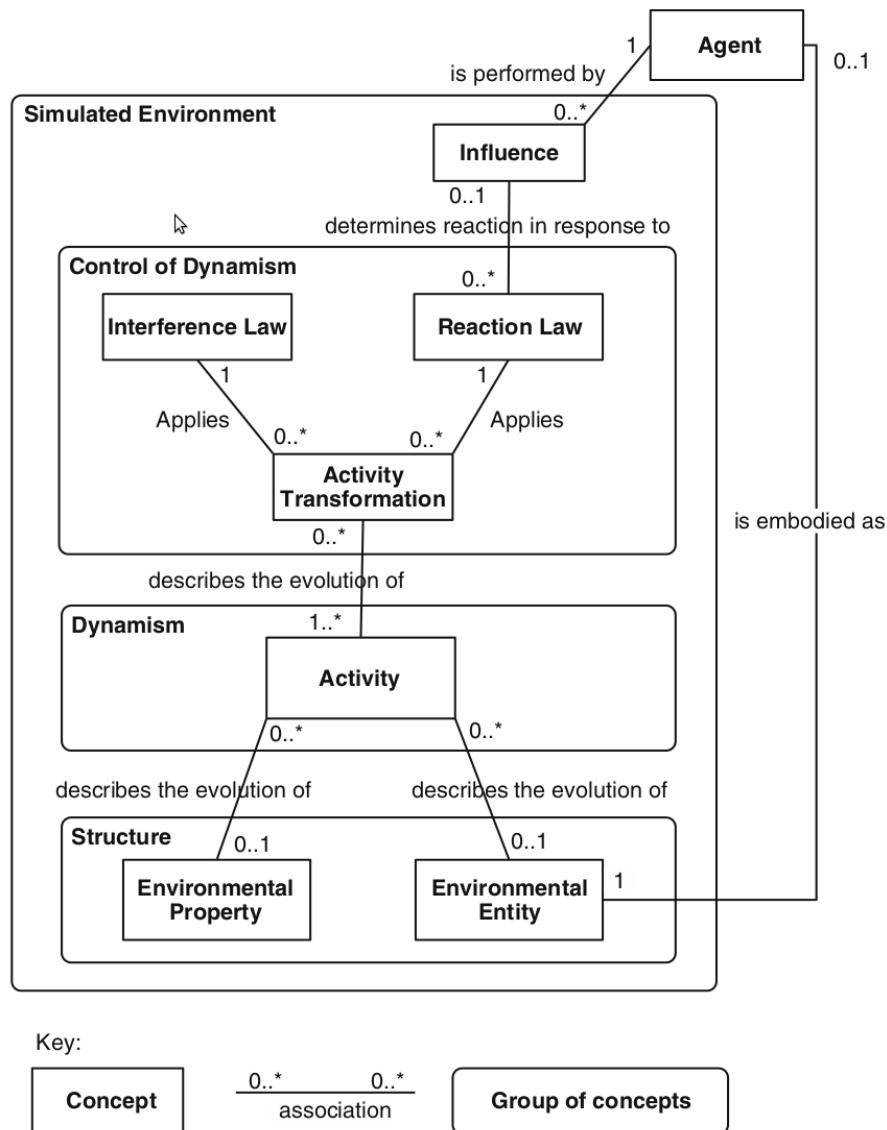 Agent
1
0..1
is performed by
Simulated Environment
0..*
Influence
0..1
determines reaction in response to
Control of Dynamism
0..*
Interference Law
Reaction Law
1
1
Applies
Applies
0..*
0..*
Activity
Transformation
0..*
is embodied as
describes the evolution of
Dynamism
1..*
Activity
0..*
0..*
describes the evolution of
describes the evolution of
Structure
0..1
0..1
Environmental
Property
Environmental
Entity
1
Key:
Concept
0..*
0..*
association
Group of concepts